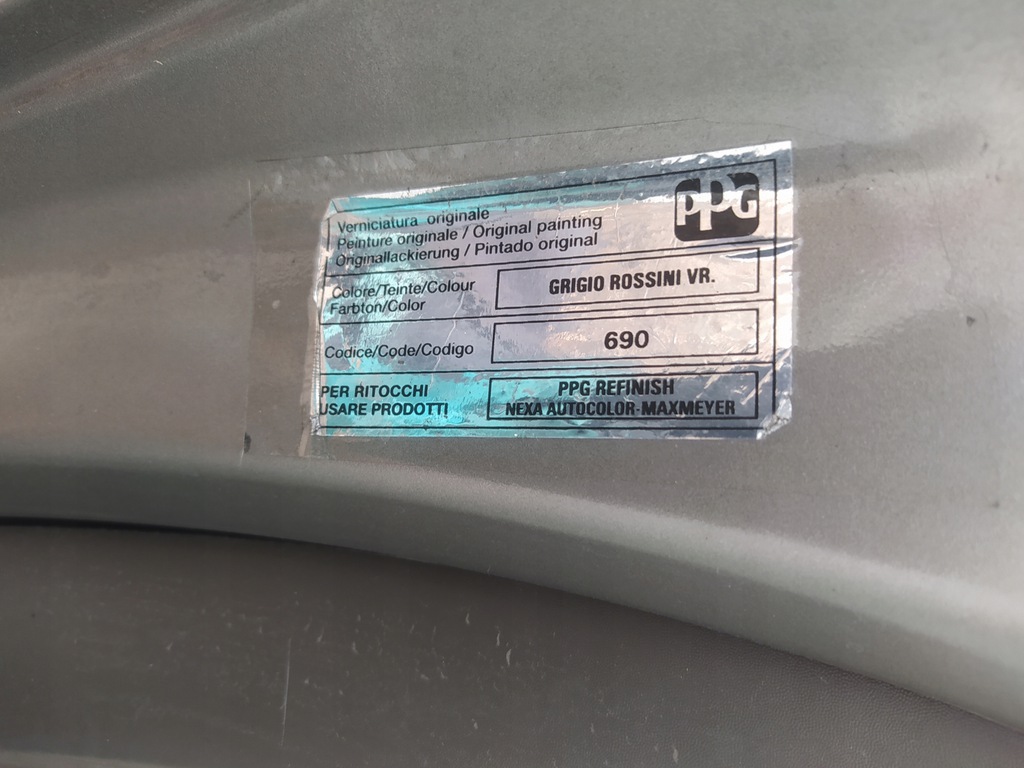 PPG
Verniciatura originale
Peinture originale / Original painting
Originallackierung / Pintado original
Colore/Teinte/Colour
Farbton/Color
GRIGIO ROSSINI VR.
Codice/Code/Codigo
690
PER RITOCCHI
USARE PRODOTTI
PPG REFINISH
NEXA AUTOCOLOR-MAXMEYER